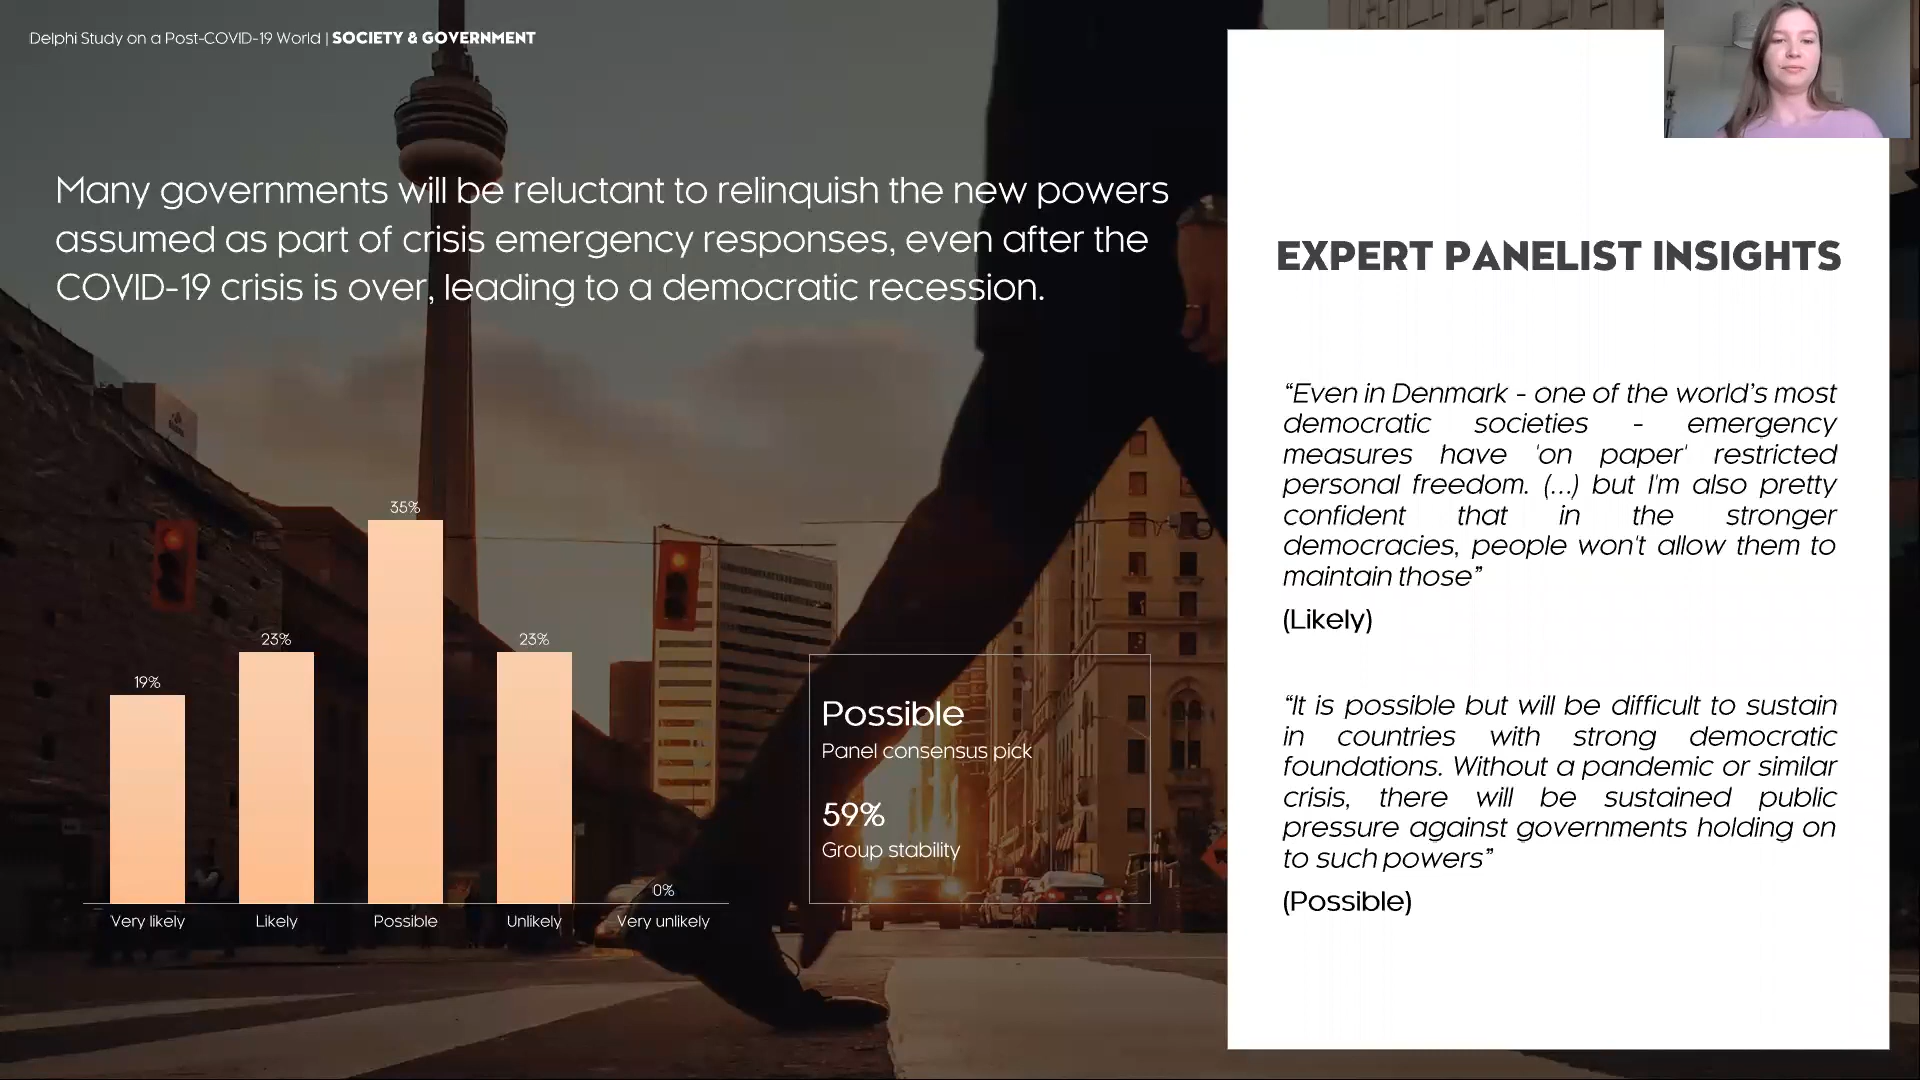 Delphi Study on a Post-COVID-19 World | SOCIETY & GOVERNMENT
Many governments will be reluctant to relinquish the new powers
assumed as part of crisis emergency responses, even after the
COVID-19 crisis is over, leading to a democratic recession.
35%
23%
23%
19%
0%
Very likely
Likely
Possible
Unlikely
Very unlikely
Possible
Panel consensus pick
59%
Group stability
EXPERT PANELIST INSIGHTS
“Even in Denmark - one of the world’s most
democratic societies - emergency
measures have 'on paper' restricted
personal freedom. (...) but I'm also pretty
confident that in the stronger
democracies, people won't allow them to
maintain those”
(Likely)
“It is possible but will be difficult to sustain
in countries with strong democratic
foundations. Without a pandemic or similar
crisis, there will be sustained public
pressure against governments holding on
to such powers”
(Possible)